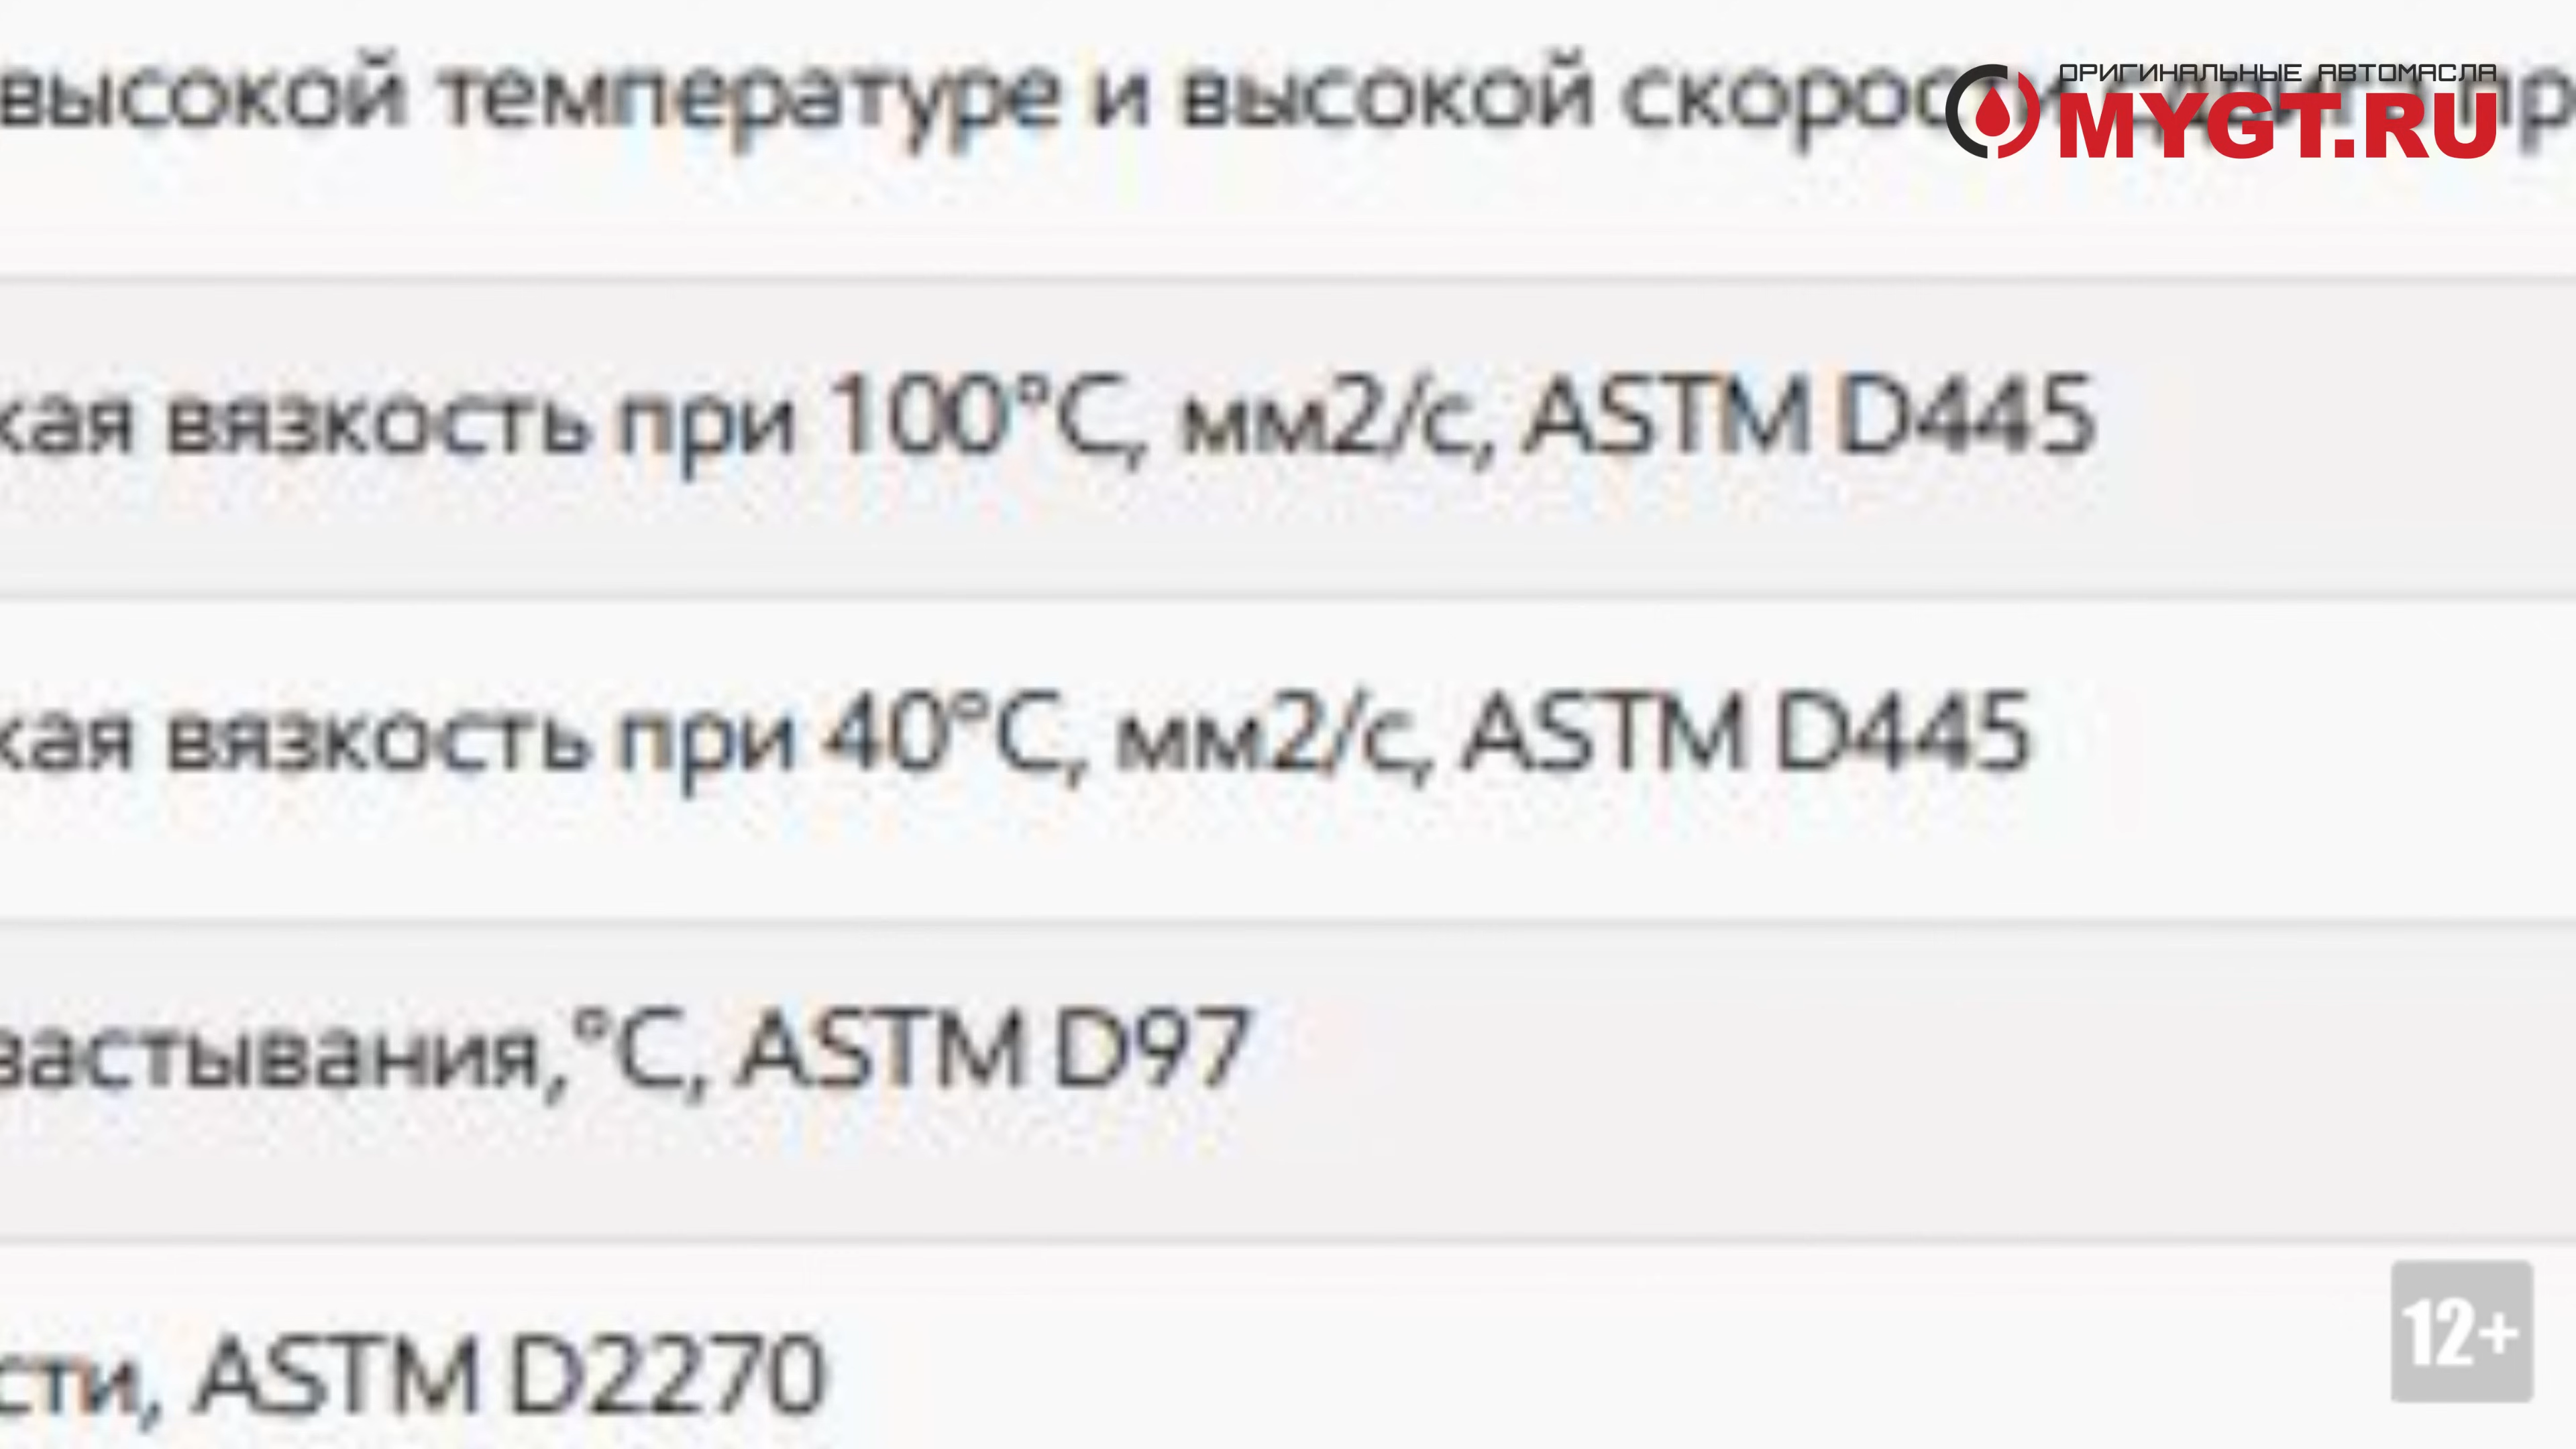 высокой температуре и высокой
ОРИГИНАЛЬНЫЕ АВТОМАСЛА
MYGT.RU
кая вязкость при 100°C, мм2/с, ASTM D445
кая вязкость при 40°C, мм2/с, ASTM D445
застывания,°C, ASTM D97
сти, ASTM D2270
12+